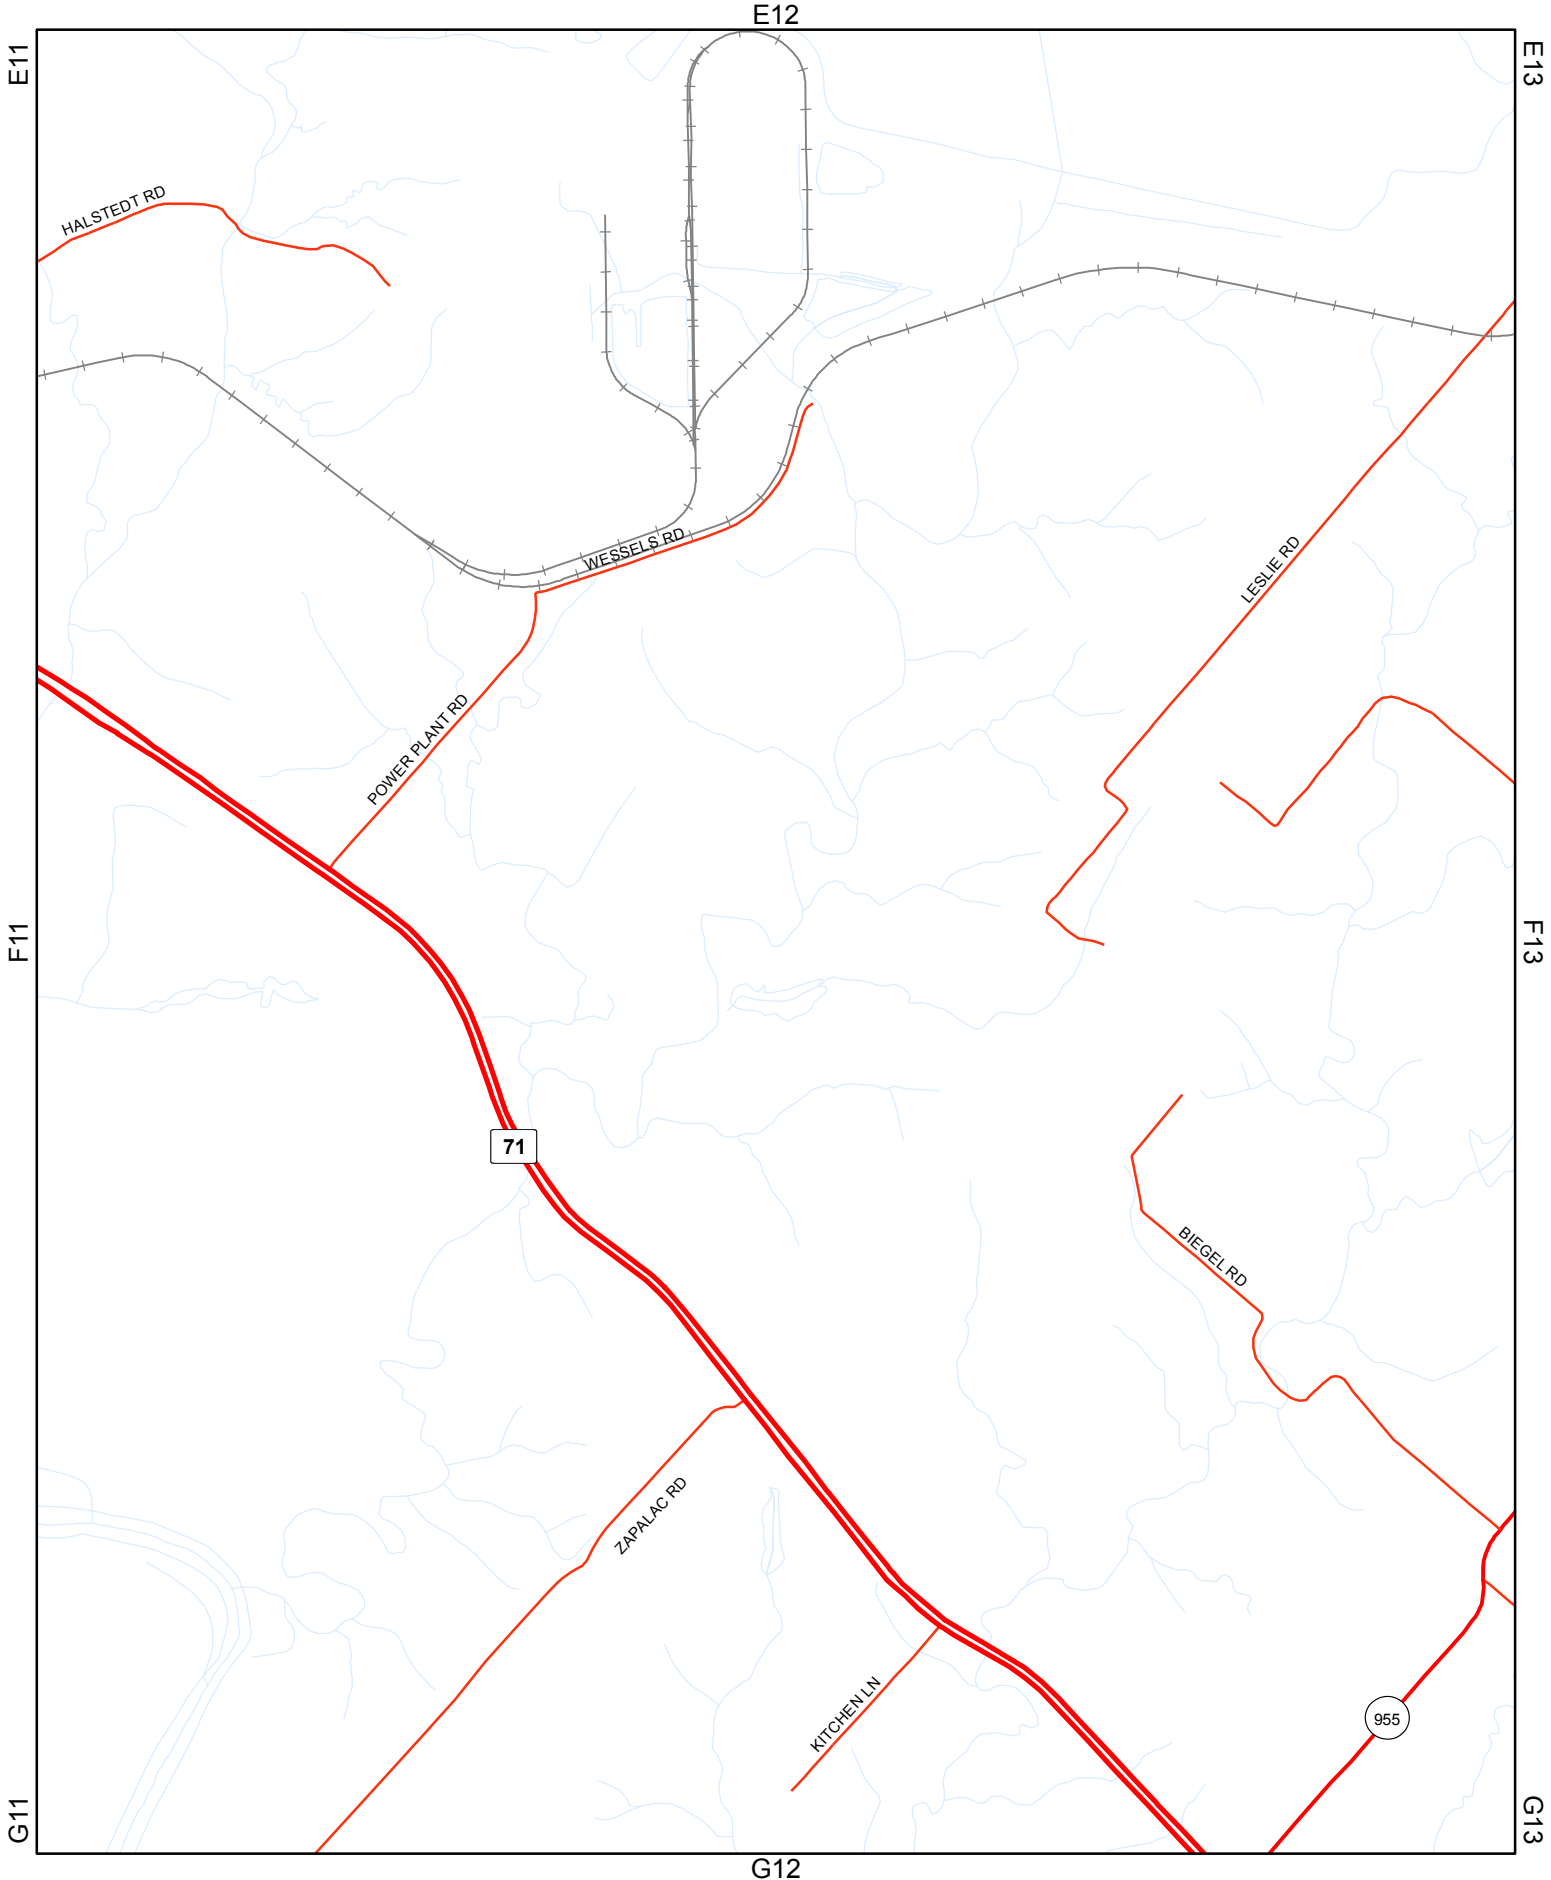 E12
E11
E13
HALSTEDT RD
WESSELS RD
LESLIE RD
POWER PLANT RD
F11
F13
71
BIEGEL RD
ZAPALAC RD
KITCHEN LN
955
G11
G13
G12